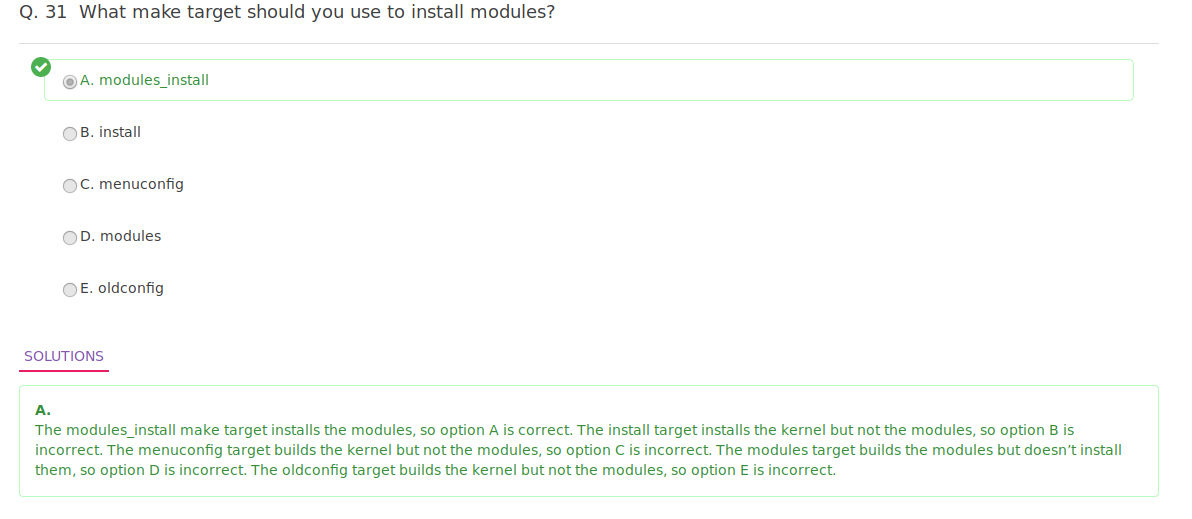 Q. 31 What make target should you use to install modules?
A. modules_install
B. install
C. menuconfig
D. modules
E. oldconfig
SOLUTIONS
A.
The modules_install make target installs the modules, so option A is correct. The install target installs the kernel but not the modules, so option B is
incorrect. The menuconfig target builds the kernel but not the modules, so option C is incorrect. The modules target builds the modules but doesn’t install
them, so option D is incorrect. The oldconfig target builds the kernel but not the modules, so option E is incorrect.